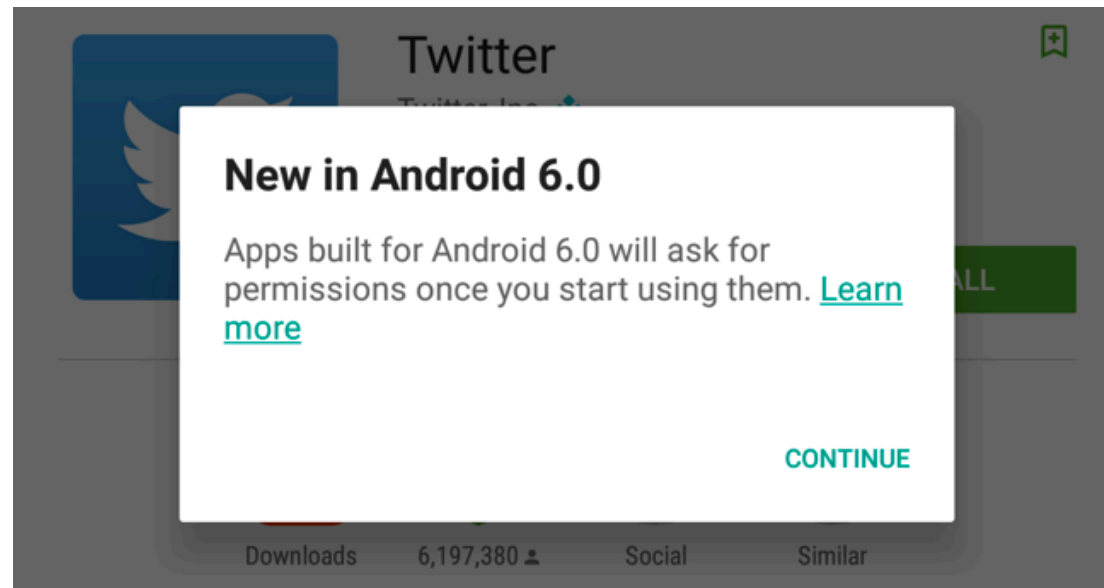 Twitter
New in Android 6.0
Apps built for Android 6.0 will ask for
permissions once you start using them. Learn
more
CONTINUE
Downloads 6,197,380 Social Similar